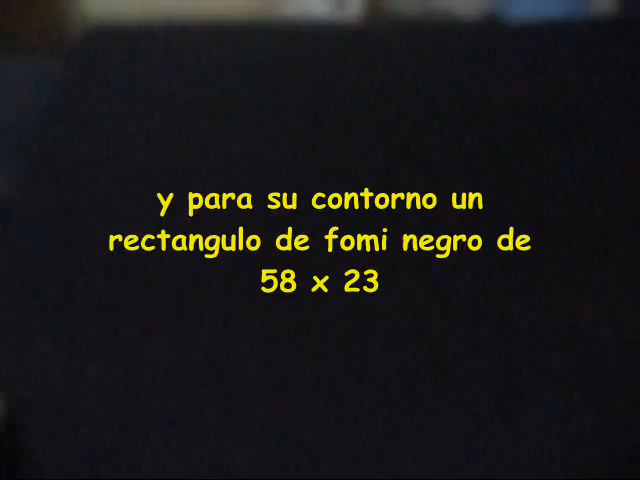 y para su contorno un
rectangulo de fomi negro de
58 x 23